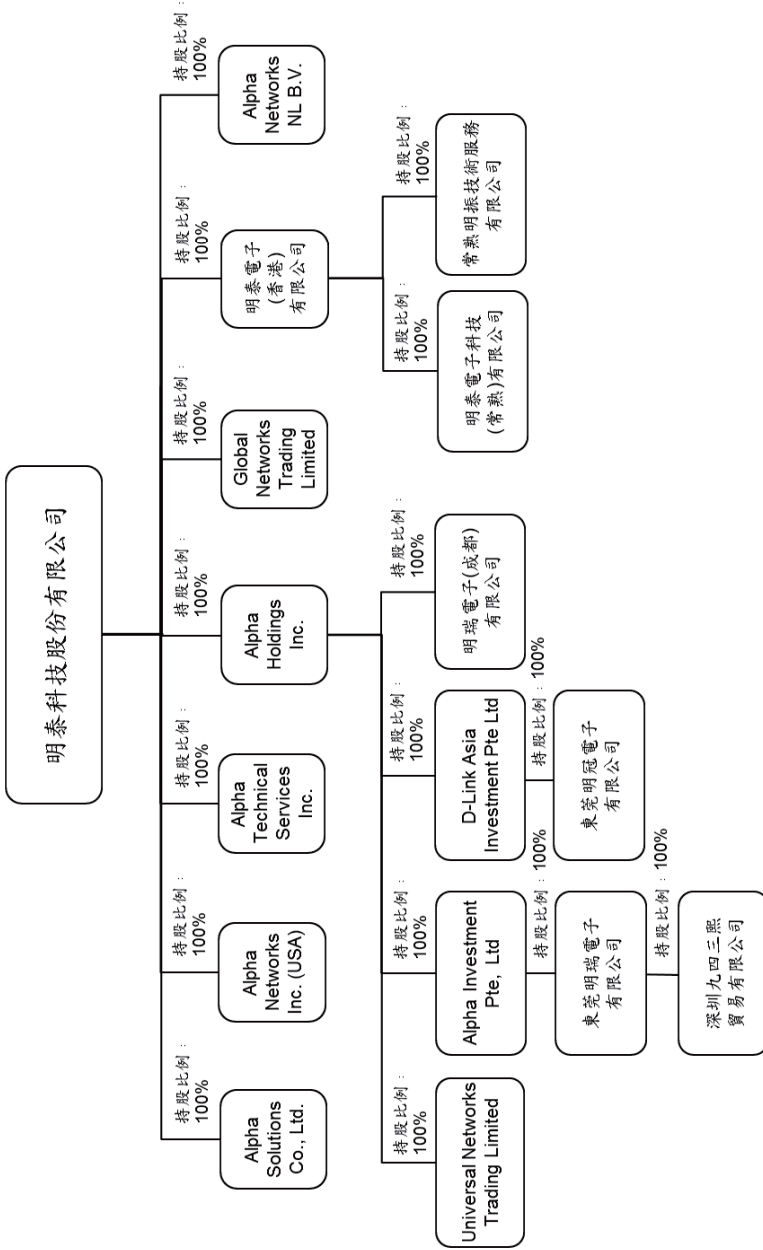 明泰科技股份有限公司
持股比例：
100%
持股比例：
100%
持股比例：
100%
持股比例：
100%
持股比例：
100%
持股比例：
100%
持股比例：
100%
Alpha
Solutions
Co., Ltd.
Alpha
Networks
Inc. (USA)
Alpha
Technical
Services
Inc.
Alpha
Holdings
Inc.
Global
Networks
Trading
Limited
明泰電子
(香港)
有限公司
Alpha
Networks
NL B.V.
持股比例：
100%
持股比例：
100%
持股比例：
100%
持股比例：
100%
持股比例：
100%
持股比例：
100%
Universal Networks
Trading Limited
Alpha Investment
Pte, Ltd
D-Link Asia
Investment Pte Ltd
明瑞電子(成都)
有限公司
明泰電子科技
(常熟)有限公司
常熟明振技術服務
有限公司
持股比例：100%
持股比例：100%
東莞明瑞電子
有限公司
東莞明冠電子
有限公司
持股比例：100%
深圳九四三熙
貿易有限公司